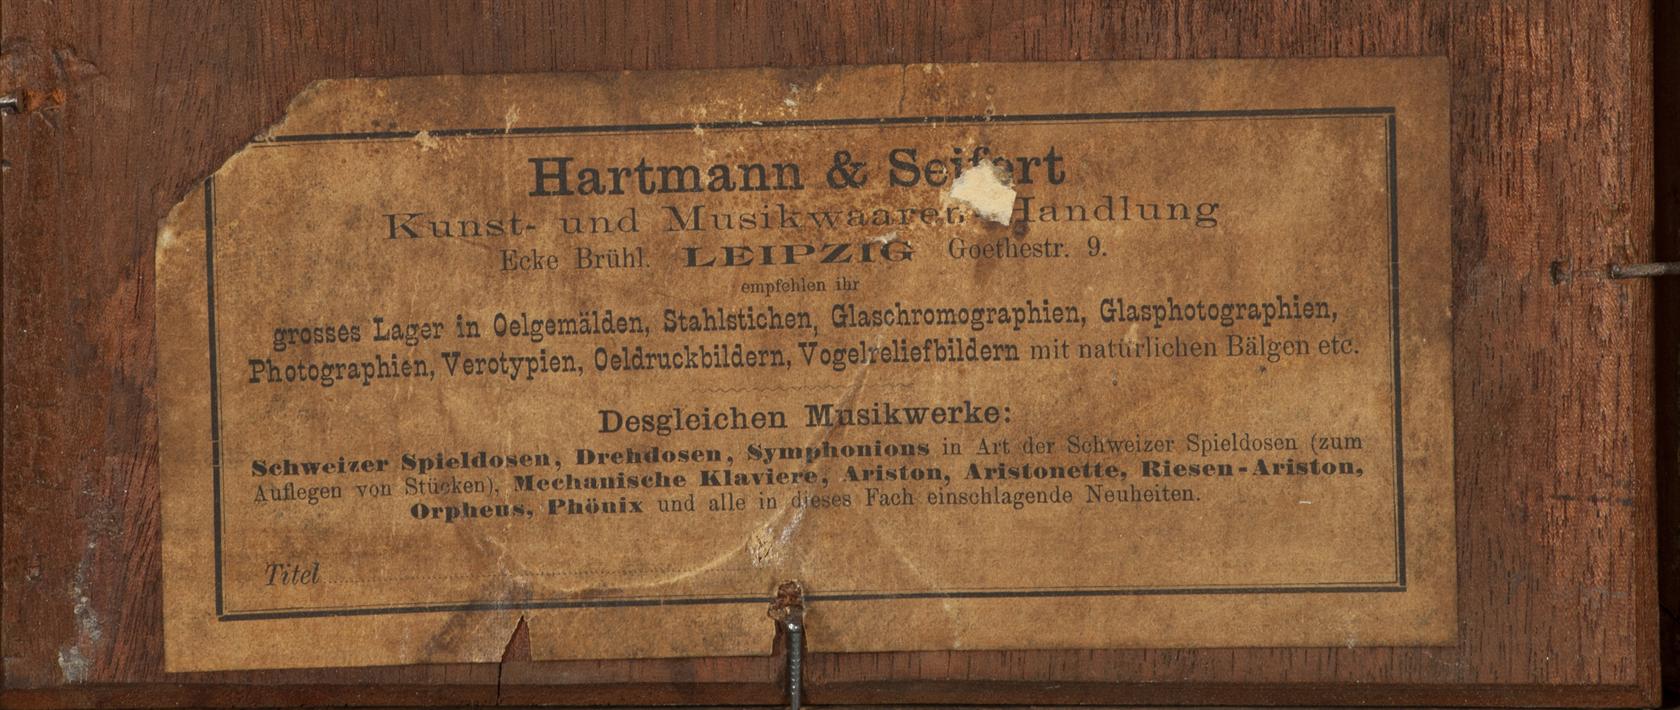 Hartmann & Seifert
Kunst- und Musikwaaren-Handlung
Ecke Brühl. LEIPZIG Goethestr. 9.
empfehlen ihr
grosses Lager in Oelgemälden, Stahlstichen, Glaschromographien, Glasphotographien,
Photographien, Verotypien, Oeldruckbildern, Vogelreliefbildern mit natürlichen Bälgen etc.
Desgleichen Musikwerke:
Schweizer Spieldosen, Drehdosen, Symphonions in Art der Schweizer Spieldosen (zum
Auflegen von Stücken), Mechanische Klaviere, Ariston, Aristonette, Riesen-Ariston,
Orpheus, Phönix und alle in dieses Fach einschlagende Neuheiten.
Titel